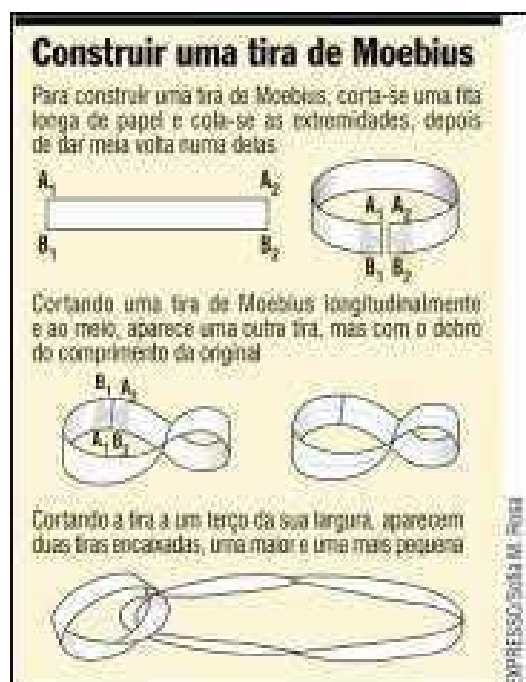 Construir uma tira de Moebius
Para construir uma tira de Moebius, corta-se uma fita
longa de papel e cola-se as extremidades, depois
de dar meia volta numa delas
A₁ A₂
B₁ B₂
A₁ A₂
B₁ B₂
Cortando uma tira de Moebius longitudinalmente
e ao meio, aparece uma outra tira, mas com o dobro
do comprimento da original
B₁ A₂
A₁ B₂
Cortando a tira a um terço da sua largura, aparecem
duas tiras encaixadas, uma maior e uma mais pequena
EXPRESSO/Sofia M. Rosa